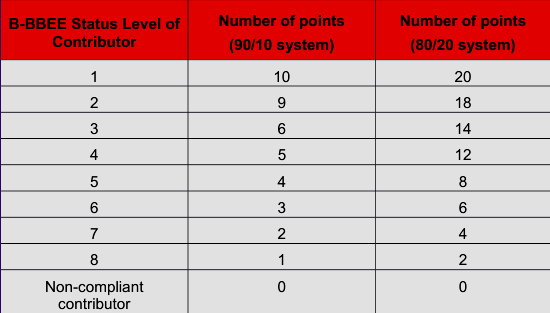 B-BBEE Status Level of Contributor | Number of points (90/10 system) | Number of points (80/20 system)
1 10 20
2 9 18
3 6 14
4 5 12
5 4 8
6 3 6
7 2 4
8 1 2
Non-compliant contributor 0 0